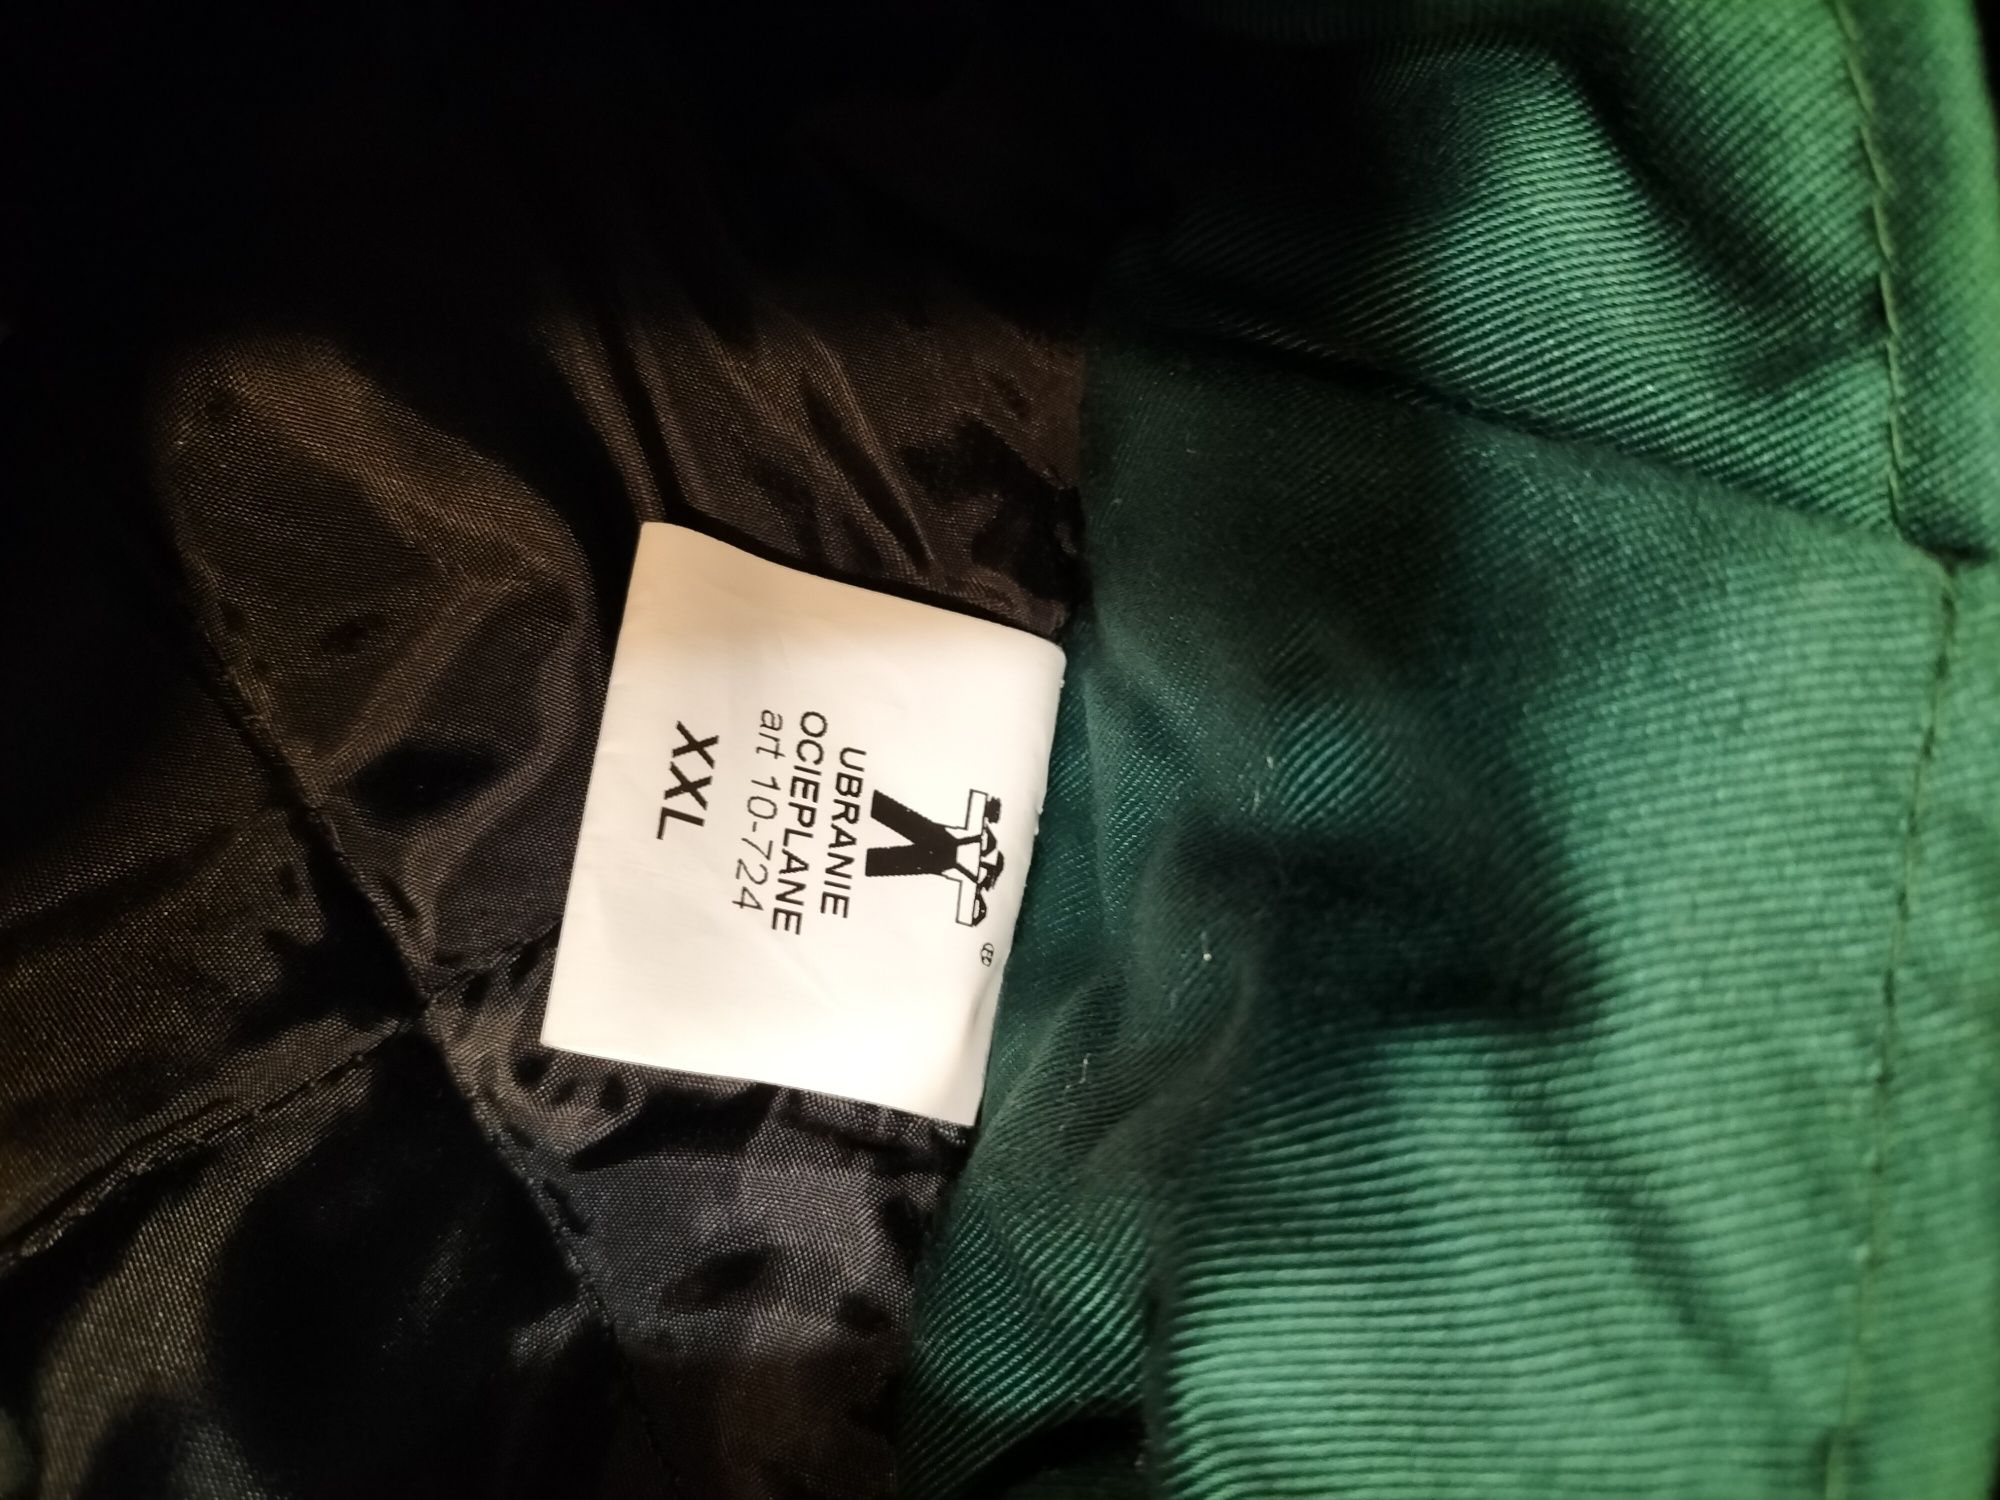 ®
UBRANIE
OCIEPLANE
art 10-724
XXL